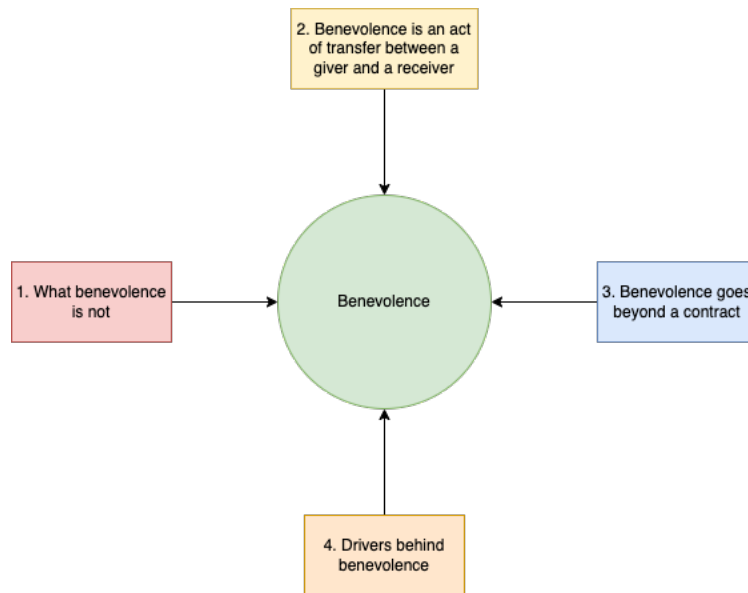 2. Benevolence is an act
of transfer between a
giver and a receiver
1. What benevolence
is not
Benevolence
3. Benevolence goes
beyond a contract
4. Drivers behind
benevolence